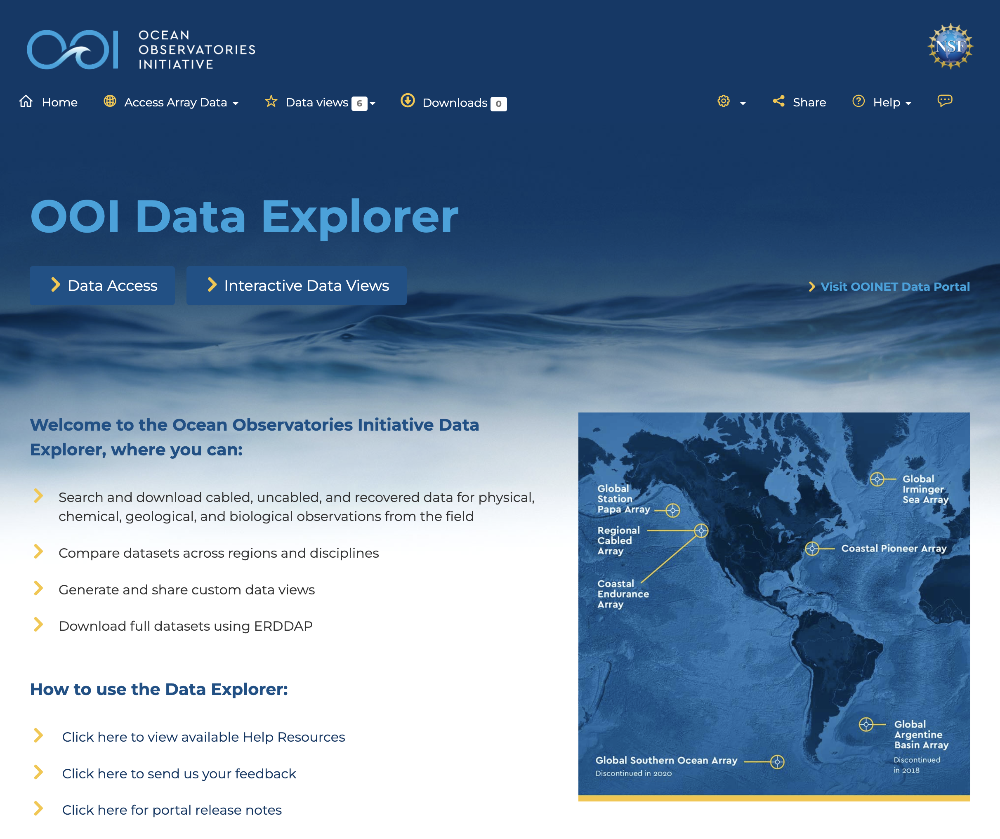 OOI
OCEAN
OBSERVATORIES
INITIATIVE
NSF
Home
Access Array Data
Data views 6
Downloads 0
Share
Help
OOI Data Explorer
Data Access
Interactive Data Views
Visit OOINET Data Portal
Welcome to the Ocean Observatories Initiative Data
Explorer, where you can:
Search and download cabled, uncabled, and recovered data for physical,
chemical, geological, and biological observations from the field
Compare datasets across regions and disciplines
Generate and share custom data views
Download full datasets using ERDDAP
How to use the Data Explorer:
Click here to view available Help Resources
Click here to send us your feedback
Click here for portal release notes
Global
Station
Papa Array
Regional
Cabled
Array
Coastal
Endurance
Array
Global
Irminger
Sea Array
Coastal Pioneer Array
Global
Argentine
Basin Array
Discontinued
in 2018
Global Southern Ocean Array
Discontinued in 2020